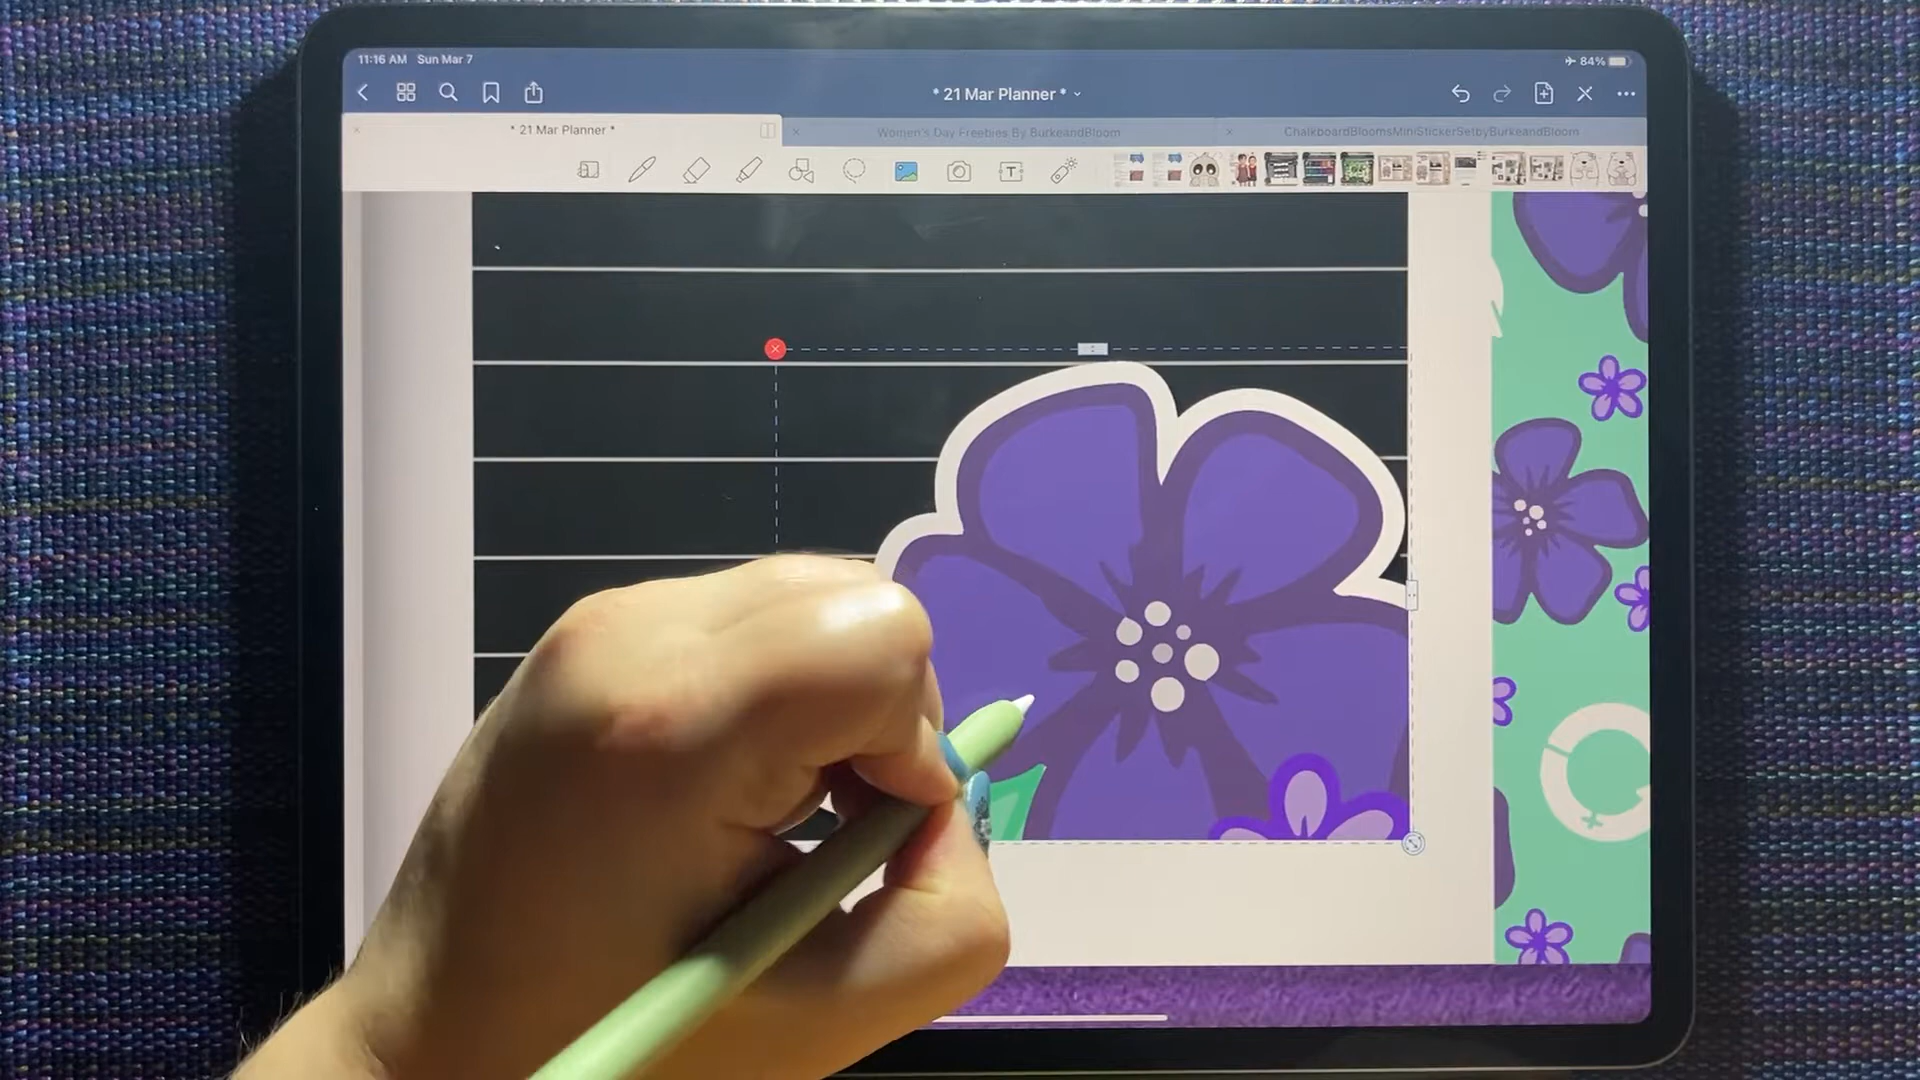 11:16 AM Sun Mar 7
84%
* 21 Mar Planner *
* 21 Mar Planner *
Women's Day Freebies By BurkeandBloom
ChalkboardBloomsMiniStickerSetbyBurkeandBloom
T